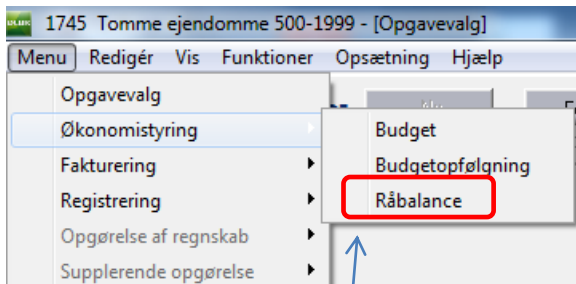 1745 Tomme ejendomme 500-1999 - [Opgavevalg]
Menu Redigér Vis Funktioner Opsætning Hjælp
Opgavevalg
Økonomistyring
Fakturering
Registrering
Opgørelse af regnskab
Supplerende opgørelse
Budget
Budgetopfølgning
Råbalance